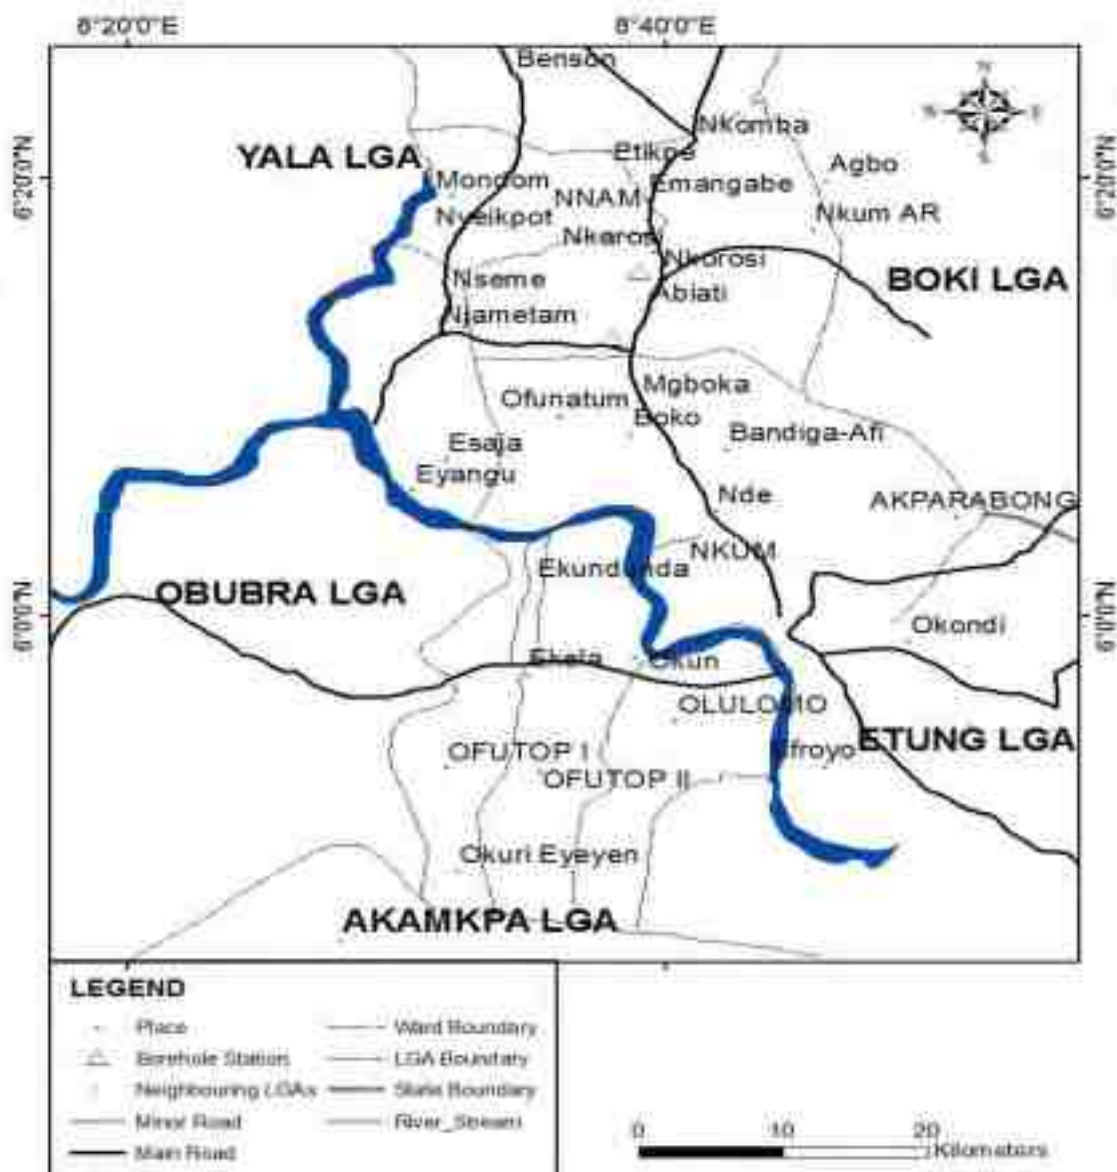 8°20'0"E
8°40'0"E
Benson
N
W
E
S
Nkomba
YALA LGA
Etikpe
Agbo
6°20'0"N
6°20'0"N
Mondom
Emangabe
NNAM
Nyeikpot
Nkum AR
Nkarosi
Nkorosi
Nseme
BOKI LGA
Abiati
Njametam
Mgboka
Ofunatum
Boko
Bandiga-Afi
Esaja
Eyangu
Nde
AKPARABONG
NKUM
Ekundunda
OBUBRA LGA
6°0'0"N
6°0'0"N
Okondi
Ekata
Okun
OLULOMO
ETUNG LGA
OFUTOP I
OFUTOP II
Okuri Eyeyen
AKAMKPA LGA
LEGEND
Place
Ward Boundary
Borehole Station
LGA Boundary
Neighbouring LGAs
State Boundary
Minor Road
River_Stream
Main Road
0 10 20
Kilometers